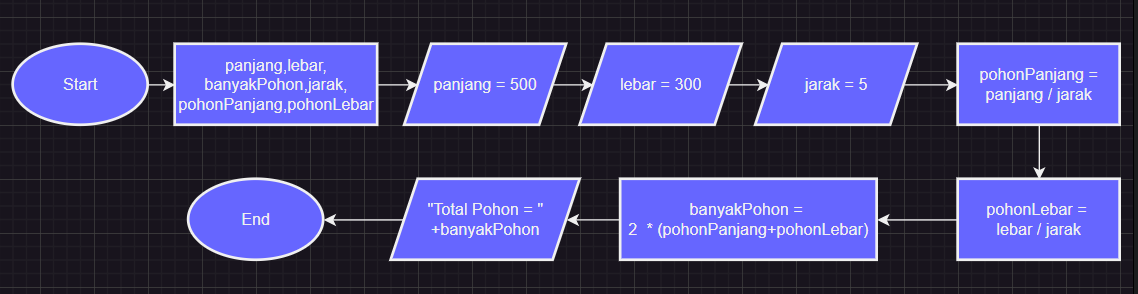 Start
panjang,lebar,
banyakPohon,jarak,
pohonPanjang,pohonLebar
panjang = 500
lebar = 300
jarak = 5
pohonPanjang =
panjang / jarak
pohonLebar =
lebar / jarak
banyakPohon =
2  * (pohonPanjang+pohonLebar)
"Total Pohon = "
+banyakPohon
End